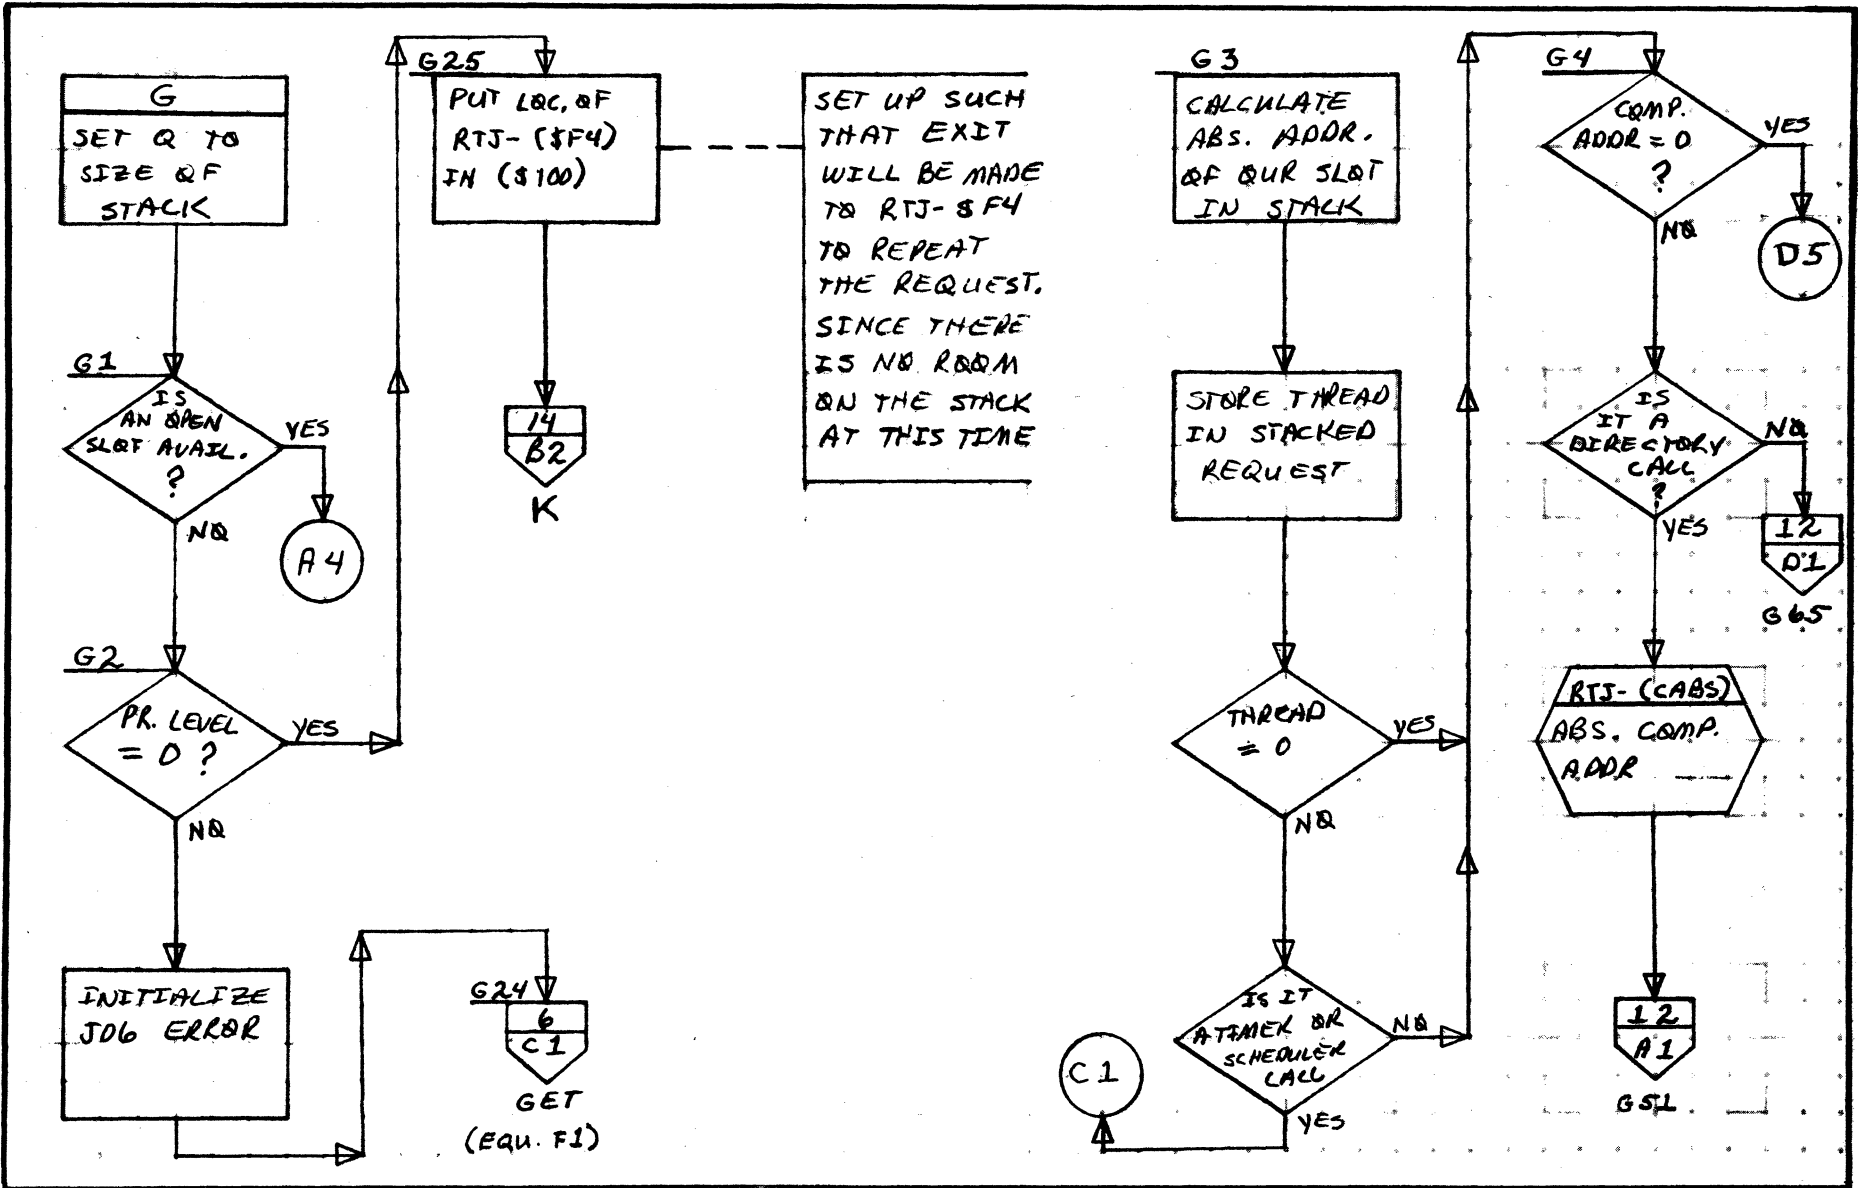 G
SET Q TO
SIZE OF
STACK
G1
IS
AN OPEN
SLOT AVAIL.
?
YES
A4
NO
G2
PR. LEVEL
= 0 ?
YES
NO
INITIALIZE
J06 ERROR
G25
PUT LOC. OF
RTJ- ($F4)
IN ($100)
14
B2
K
G24
6
C1
GET
(EQU. F1)
SET UP SUCH
THAT EXIT
WILL BE MADE
TO RTJ- $F4
TO REPEAT
THE REQUEST.
SINCE THERE
IS NO ROOM
ON THE STACK
AT THIS TIME
G3
CALCULATE
ABS. ADDR.
OF OUR SLOT
IN STACK
STORE THREAD
IN STACKED
REQUEST
THREAD
= 0
YES
NO
IS IT
A TIMER OR
SCHEDULER
CALL
NO
YES
C1
G4
COMP.
ADDR = 0
?
YES
D5
NO
IS
IT A
DIRECTORY
CALL
?
NO
12
D1
G65
YES
RTJ- (CABS)
ABS. COMP.
ADDR
12
A1
G51